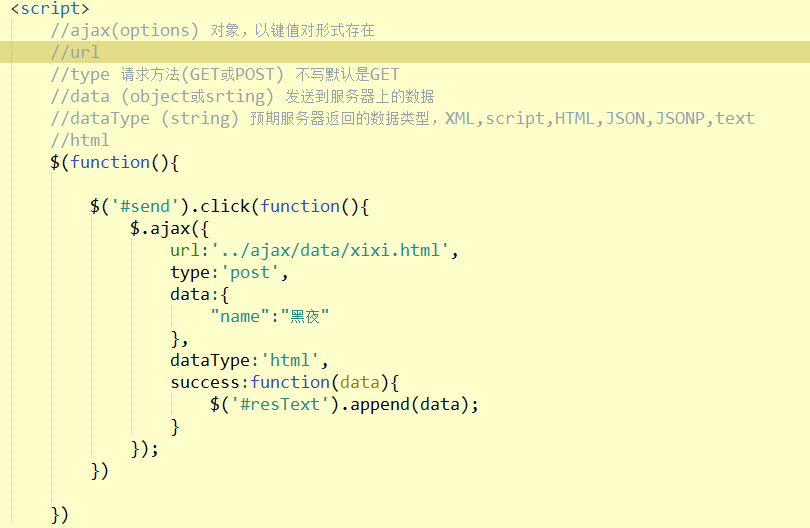 <script>
//ajax(options) 对象，以键值对形式存在
//url
//type 请求方法(GET或POST) 不写默认是GET
//data (object或srting) 发送到服务器上的数据
//dataType (string) 预期服务器返回的数据类型，XML,script,HTML,JSON,JSONP,text
//html
$(function(){
$('#send').click(function(){
$.ajax({
url:'../ajax/data/xixi.html',
type:'post',
data:{
"name":"黑夜"
},
dataType:'html',
success:function(data){
$('#resText').append(data);
}
});
})
})